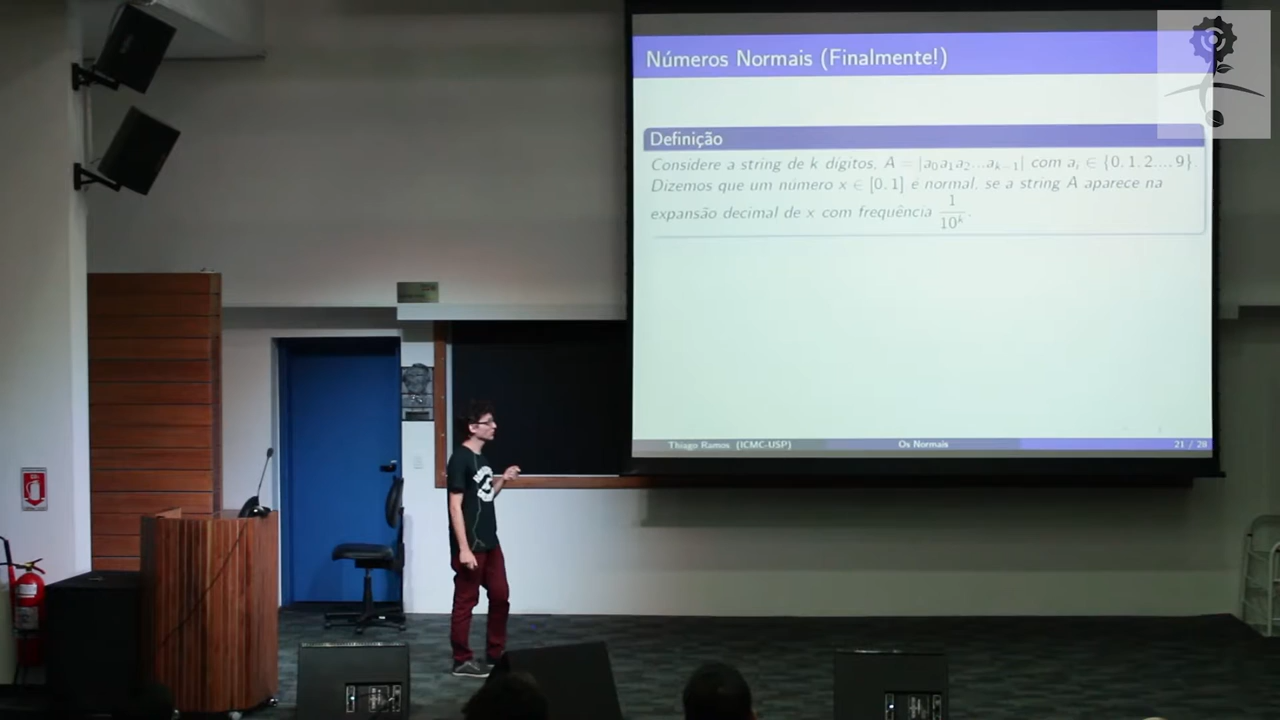 Números Normais (Finalmente!)
Definição
Considere a string de k dígitos, A = |a₀a₁a₂...aₖ₋₁| com aᵢ ∈ {0, 1, 2..., 9}.
Dizemos que um número x ∈ [0, 1] é normal, se a string A aparece na
expansão decimal de x com frequência 1/10ᵏ.
Thiago Ramos (ICMC-USP) Os Normais 21 / 28